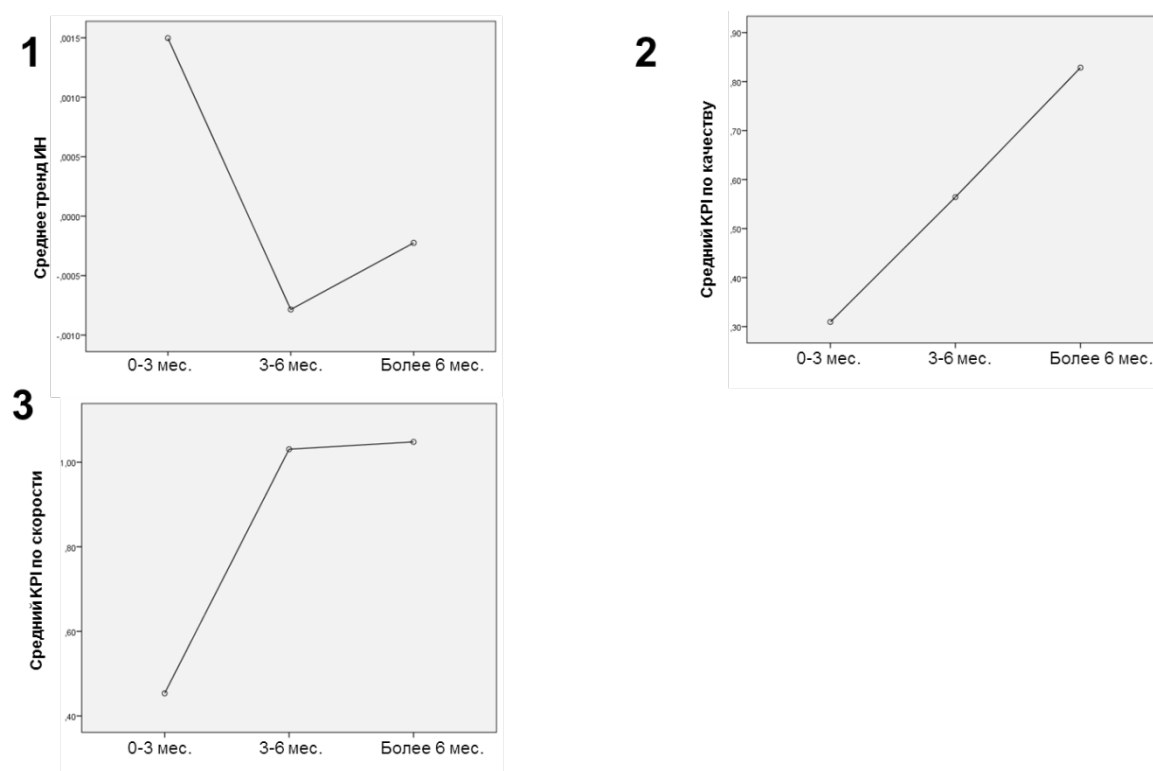 1
,0015
,0010
,0005
,0000
-,0005
-,0010
Среднее тренд ИН
0-3 мес.
3-6 мес.
Более 6 мес.
2
,90
,80
,70
,60
,50
,40
,30
Средний KPI по качеству
0-3 мес.
3-6 мес.
Более 6 мес.
3
1,00
,80
,60
,40
Средний KPI по скорости
0-3 мес.
3-6 мес.
Более 6 мес.